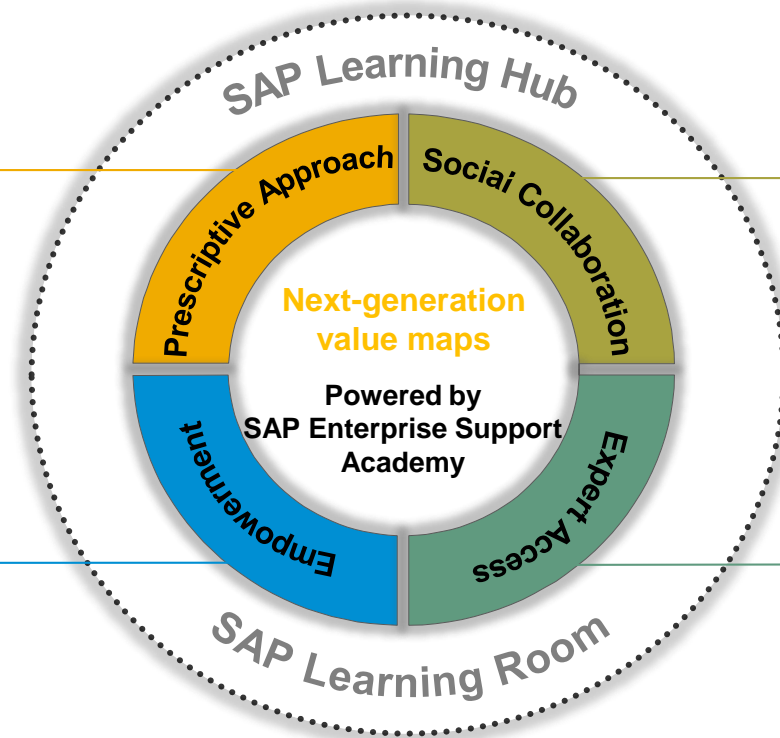 SAP Learning Hub
Prescriptive Approach
Social Collaboration
Next-generation
value maps
Powered by
SAP Enterprise Support
Academy
Empowerment
Expert Access
SAP Learning Room